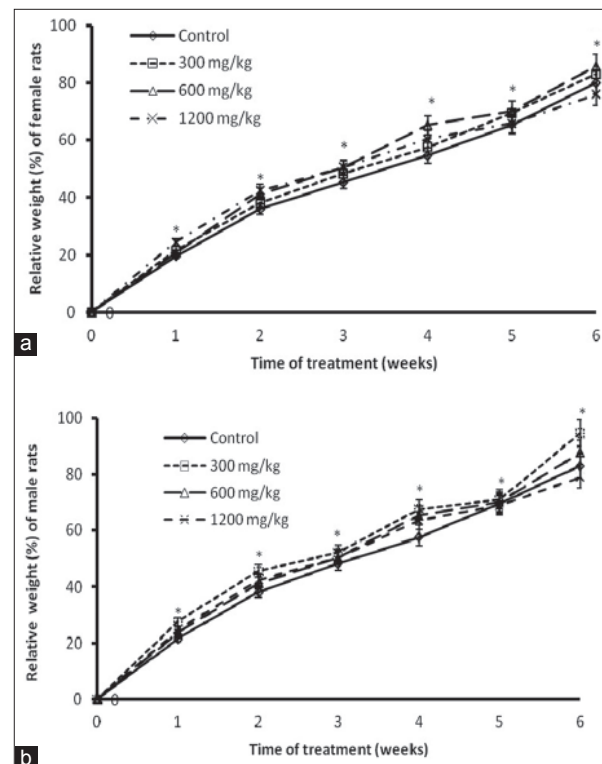 100
80
60
40
20
0
Relative weight (%) of female rats
Control
300 mg/kg
600 mg/kg
1200 mg/kg
* * * * * *
0 0 1 2 3 4 5 6
Time of treatment (weeks)
a
100
80
60
40
20
0
Relative weight (%) of male rats
Control
300 mg/kg
600 mg/kg
1200 mg/kg
* * * * * *
0 0 1 2 3 4 5 6
Time of treatment (weeks)
b